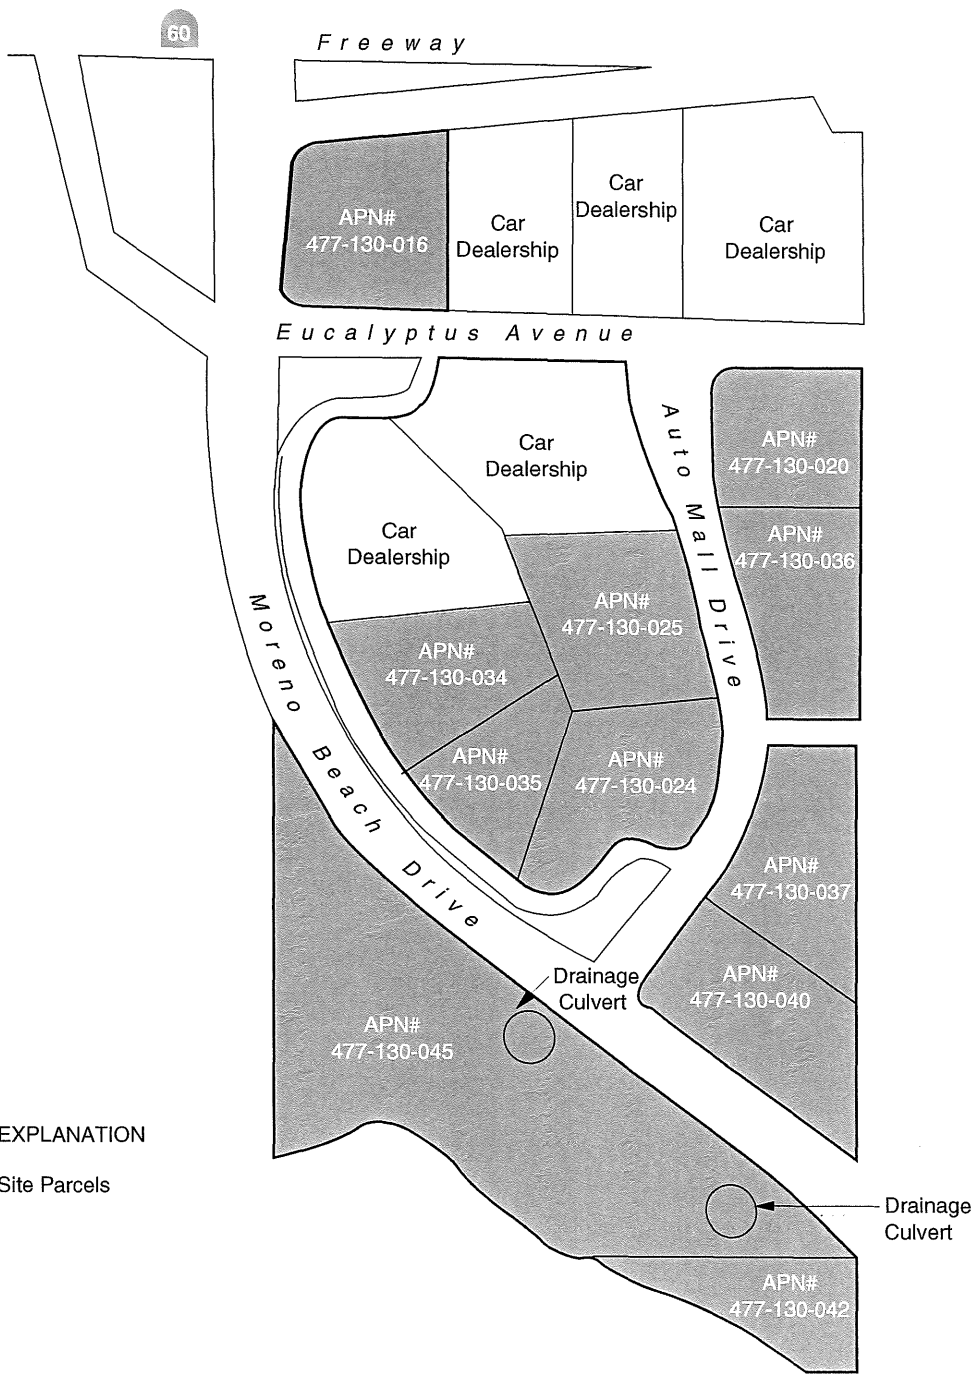 60
Freeway
APN#
477-130-016
Car
Dealership
Car
Dealership
Car
Dealership
Eucalyptus Avenue
Car
Dealership
Auto Mall Drive
APN#
477-130-020
APN#
477-130-036
Car
Dealership
APN#
477-130-025
Moreno Beach Drive
APN#
477-130-034
APN#
477-130-035
APN#
477-130-024
APN#
477-130-037
Drainage
Culvert
APN#
477-130-040
APN#
477-130-045
EXPLANATION
Site Parcels
Drainage
Culvert
APN#
477-130-042